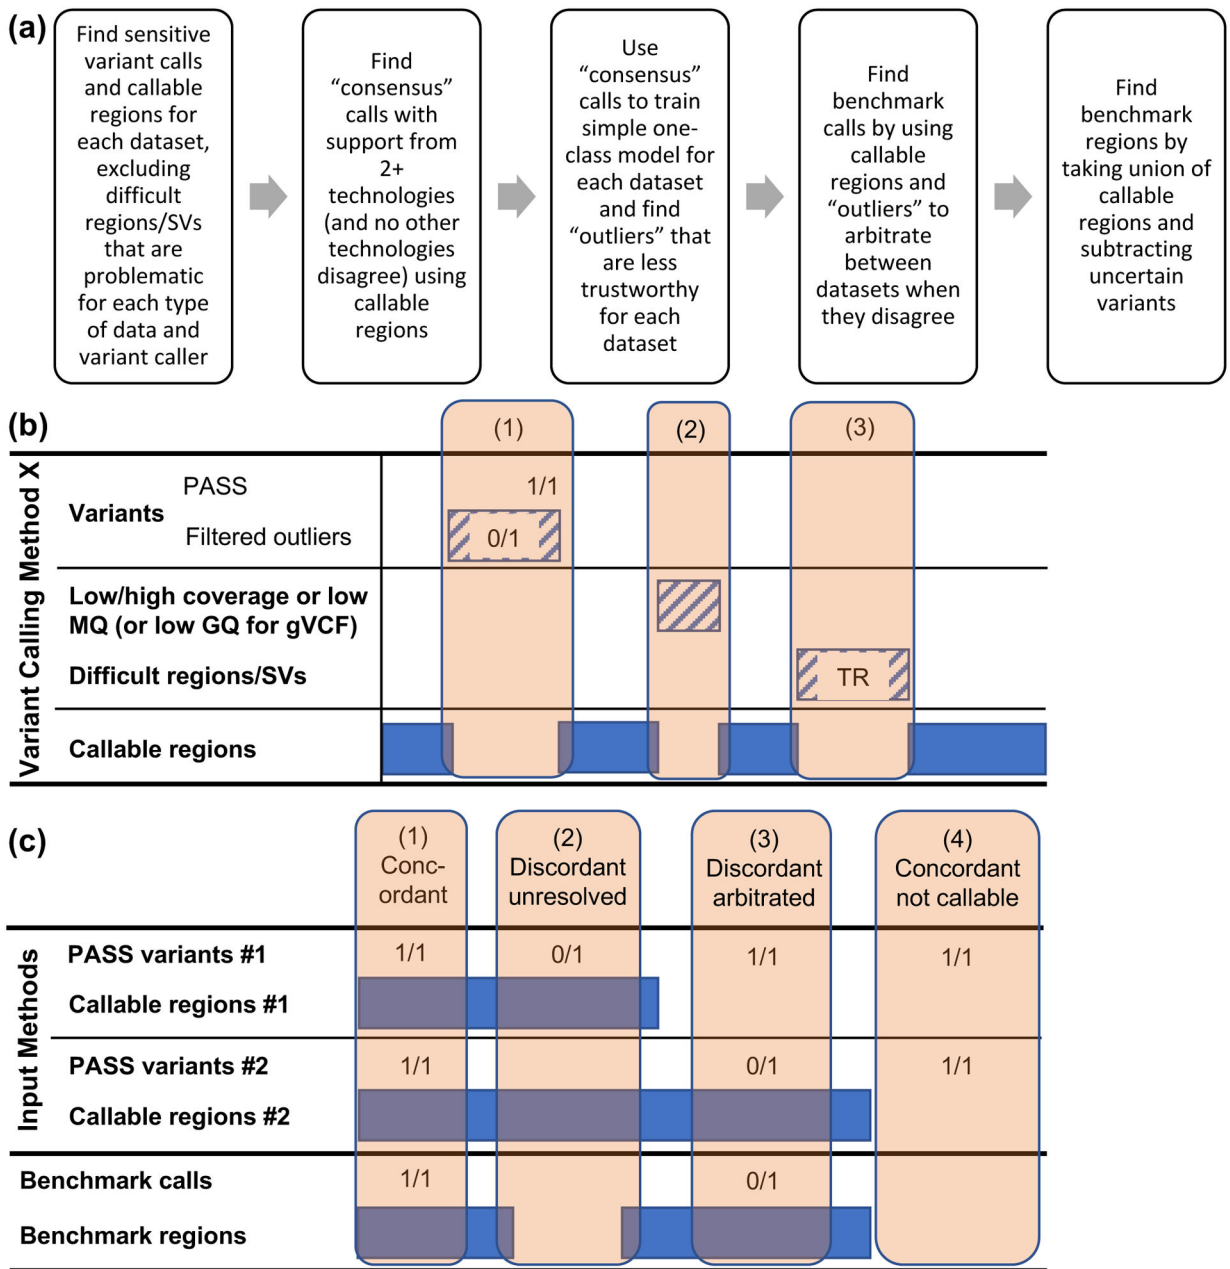 (a)
Find sensitive
variant calls
and callable
regions for
each dataset,
excluding
difficult
regions/SVs
that are
problematic
for each type
of data and
variant caller
Find
“consensus”
calls with
support from
2+
technologies
(and no other
technologies
disagree) using
callable
regions
Use
“consensus”
calls to train
simple one-
class model for
each dataset
and find
“outliers” that
are less
trustworthy
for each
dataset
Find
benchmark
calls by using
callable
regions and
“outliers” to
arbitrate
between
datasets when
they disagree
Find
benchmark
regions by
taking union of
callable
regions and
subtracting
uncertain
variants
(b)
(1)
(2)
(3)
Variant Calling Method X
Variants
PASS
1/1
Filtered outliers
0/1
Low/high coverage or low
MQ (or low GQ for gVCF)
Difficult regions/SVs
TR
Callable regions
(c)
(1)
Conc-
ordant
(2)
Discordant
unresolved
(3)
Discordant
arbitrated
(4)
Concordant
not callable
Input Methods
PASS variants #1
1/1
0/1
1/1
1/1
Callable regions #1
PASS variants #2
1/1
0/1
1/1
Callable regions #2
Benchmark calls
1/1
0/1
Benchmark regions